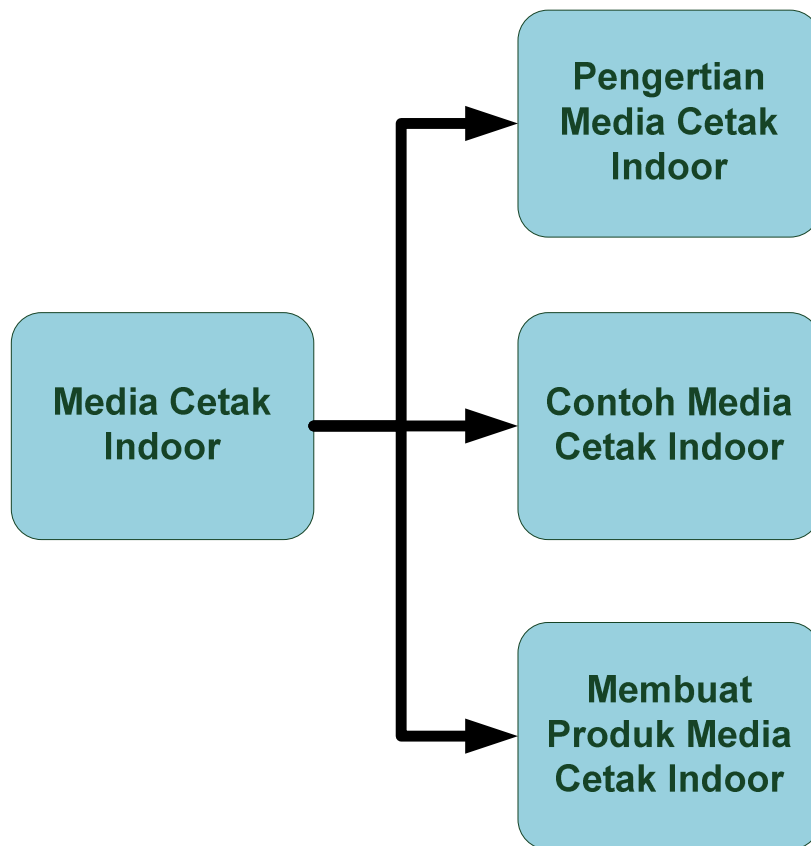 Pengertian
Media Cetak
Indoor
Media Cetak
Indoor
Contoh Media
Cetak Indoor
Membuat
Produk Media
Cetak Indoor